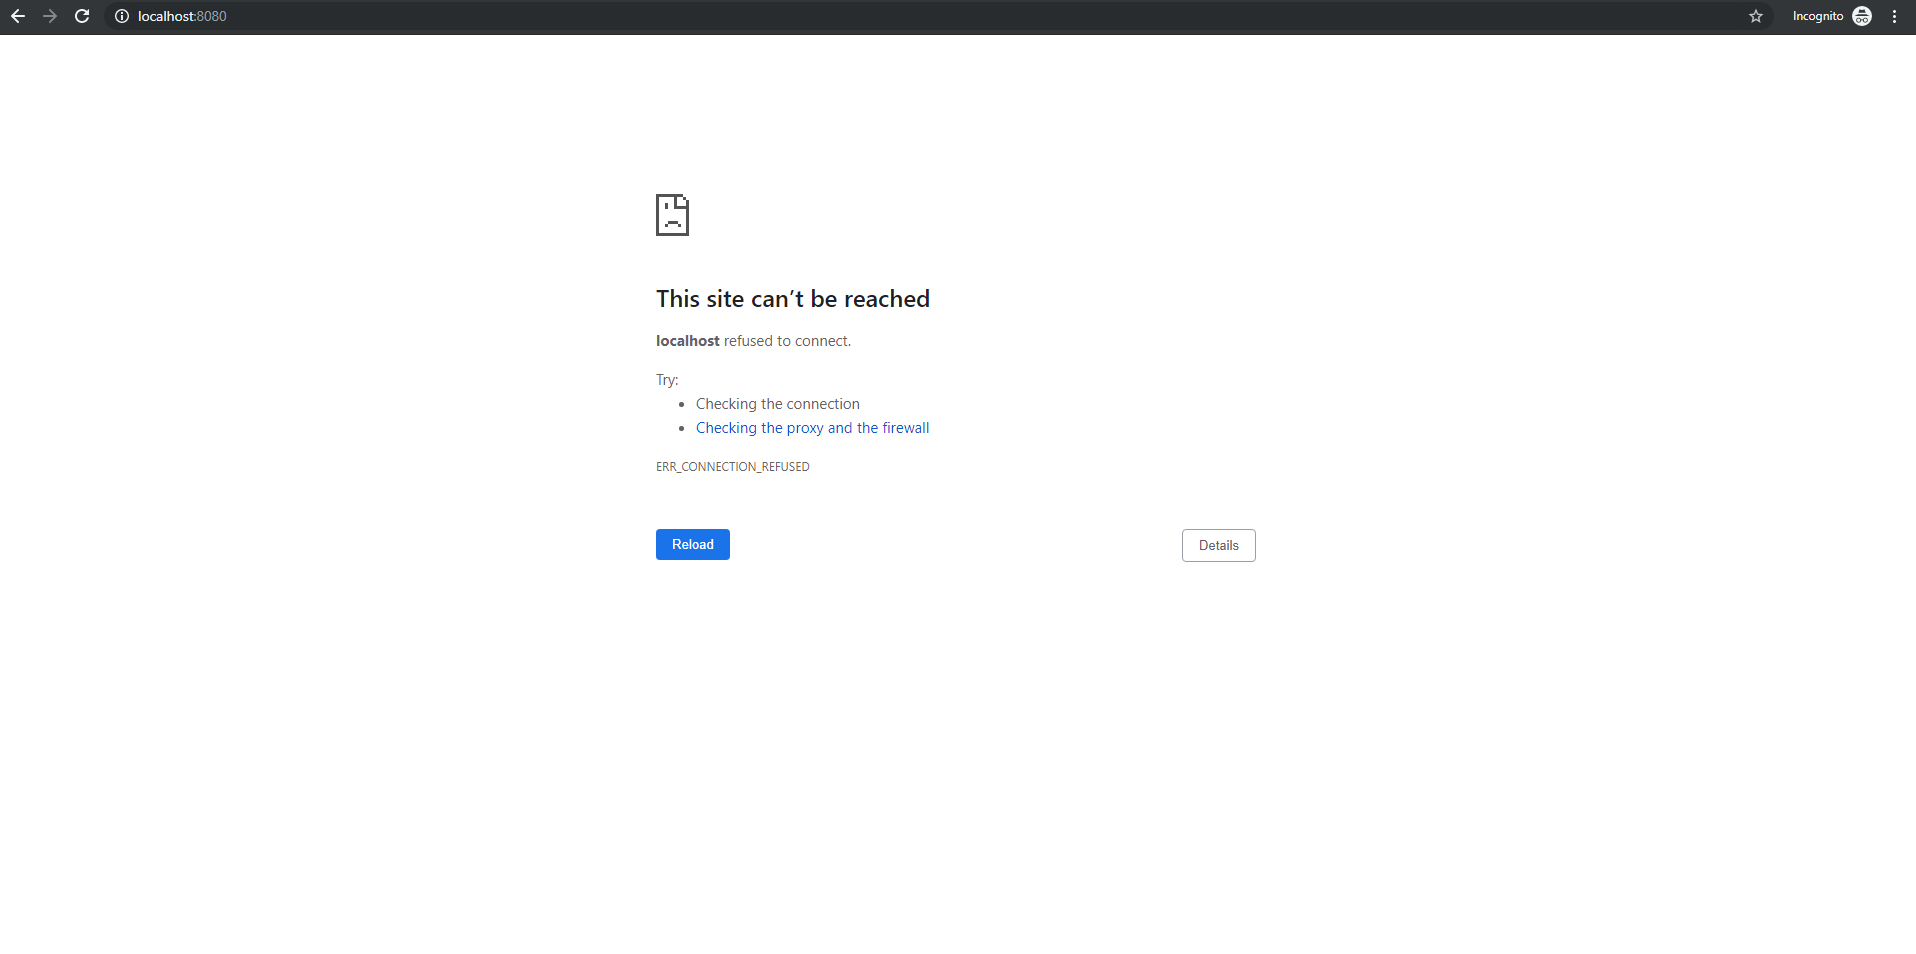 localhost:8080
Incognito
This site can’t be reached
localhost refused to connect.
Try:
Checking the connection
Checking the proxy and the firewall
ERR_CONNECTION_REFUSED
Reload
Details